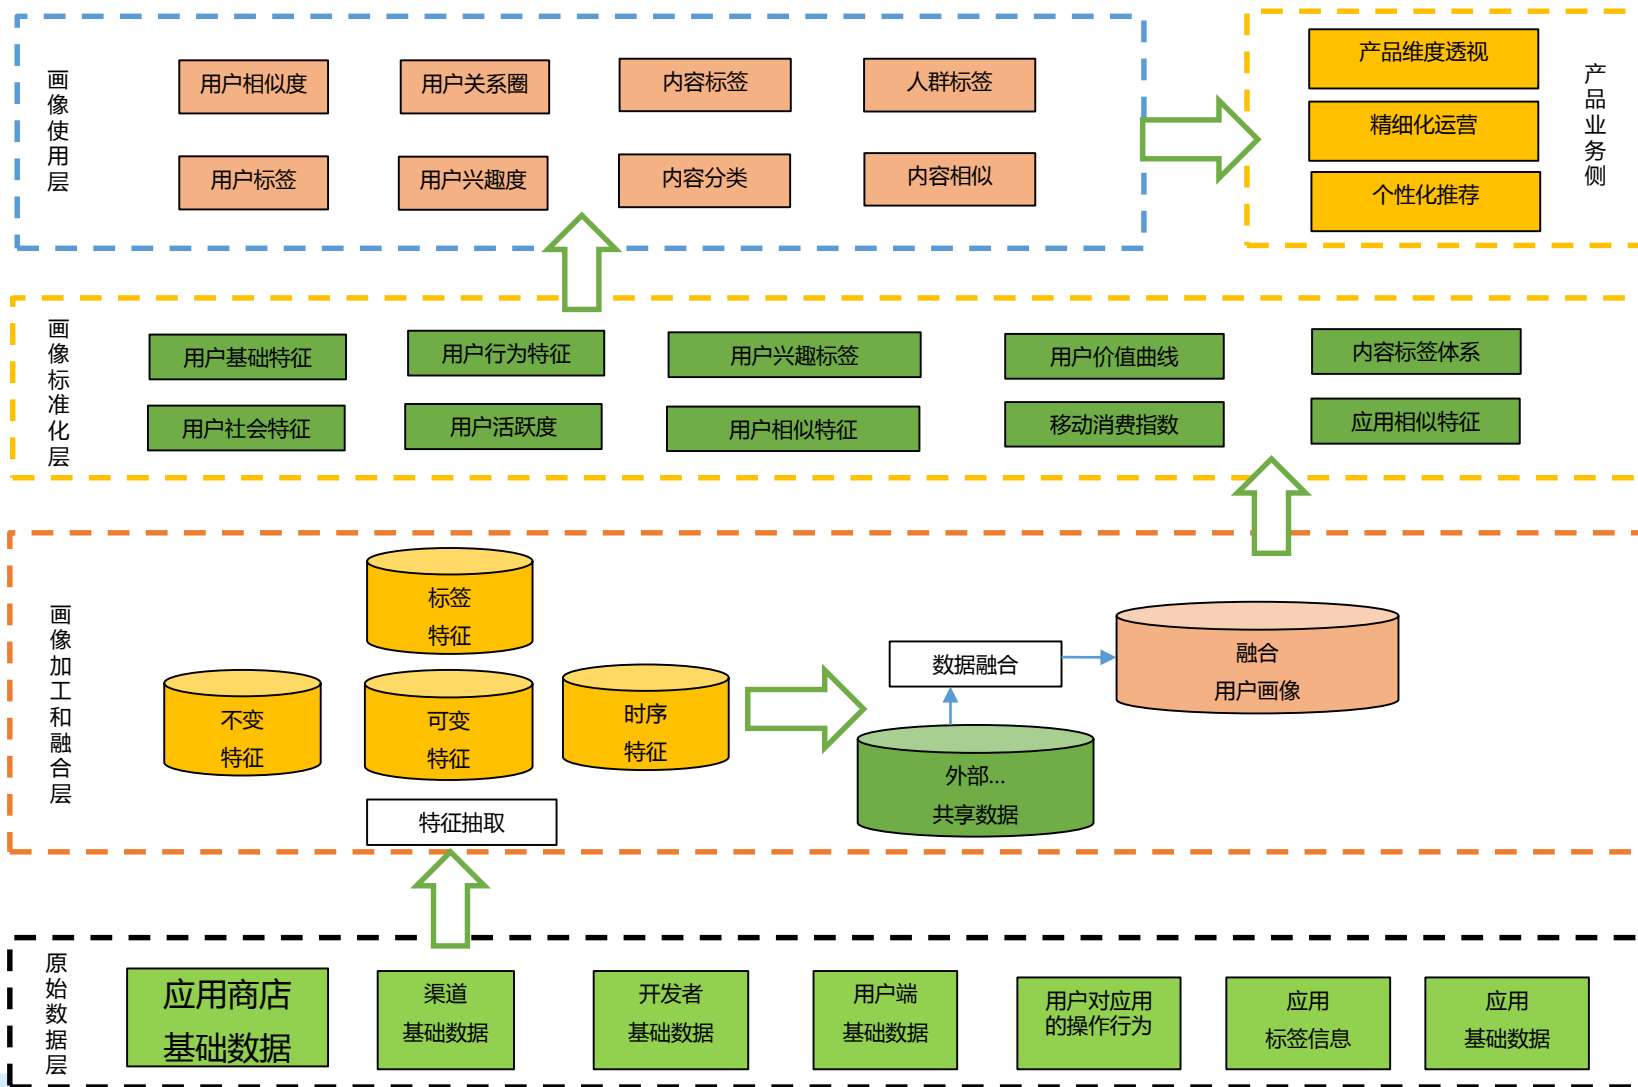 画像使用层
用户相似度
用户关系圈
内容标签
人群标签
用户标签
用户兴趣度
内容分类
内容相似
产品维度透视
精细化运营
个性化推荐
产品业务侧
画像标准化层
用户基础特征
用户行为特征
用户兴趣标签
用户价值曲线
内容标签体系
用户社会特征
用户活跃度
用户相似特征
移动消费指数
应用相似特征
画像加工和融合层
标签
特征
不变
特征
可变
特征
时序
特征
特征抽取
数据融合
外部...
共享数据
融合
用户画像
原始数据层
应用商店
基础数据
渠道
基础数据
开发者
基础数据
用户端
基础数据
用户对应用
的操作行为
应用
标签信息
应用
基础数据